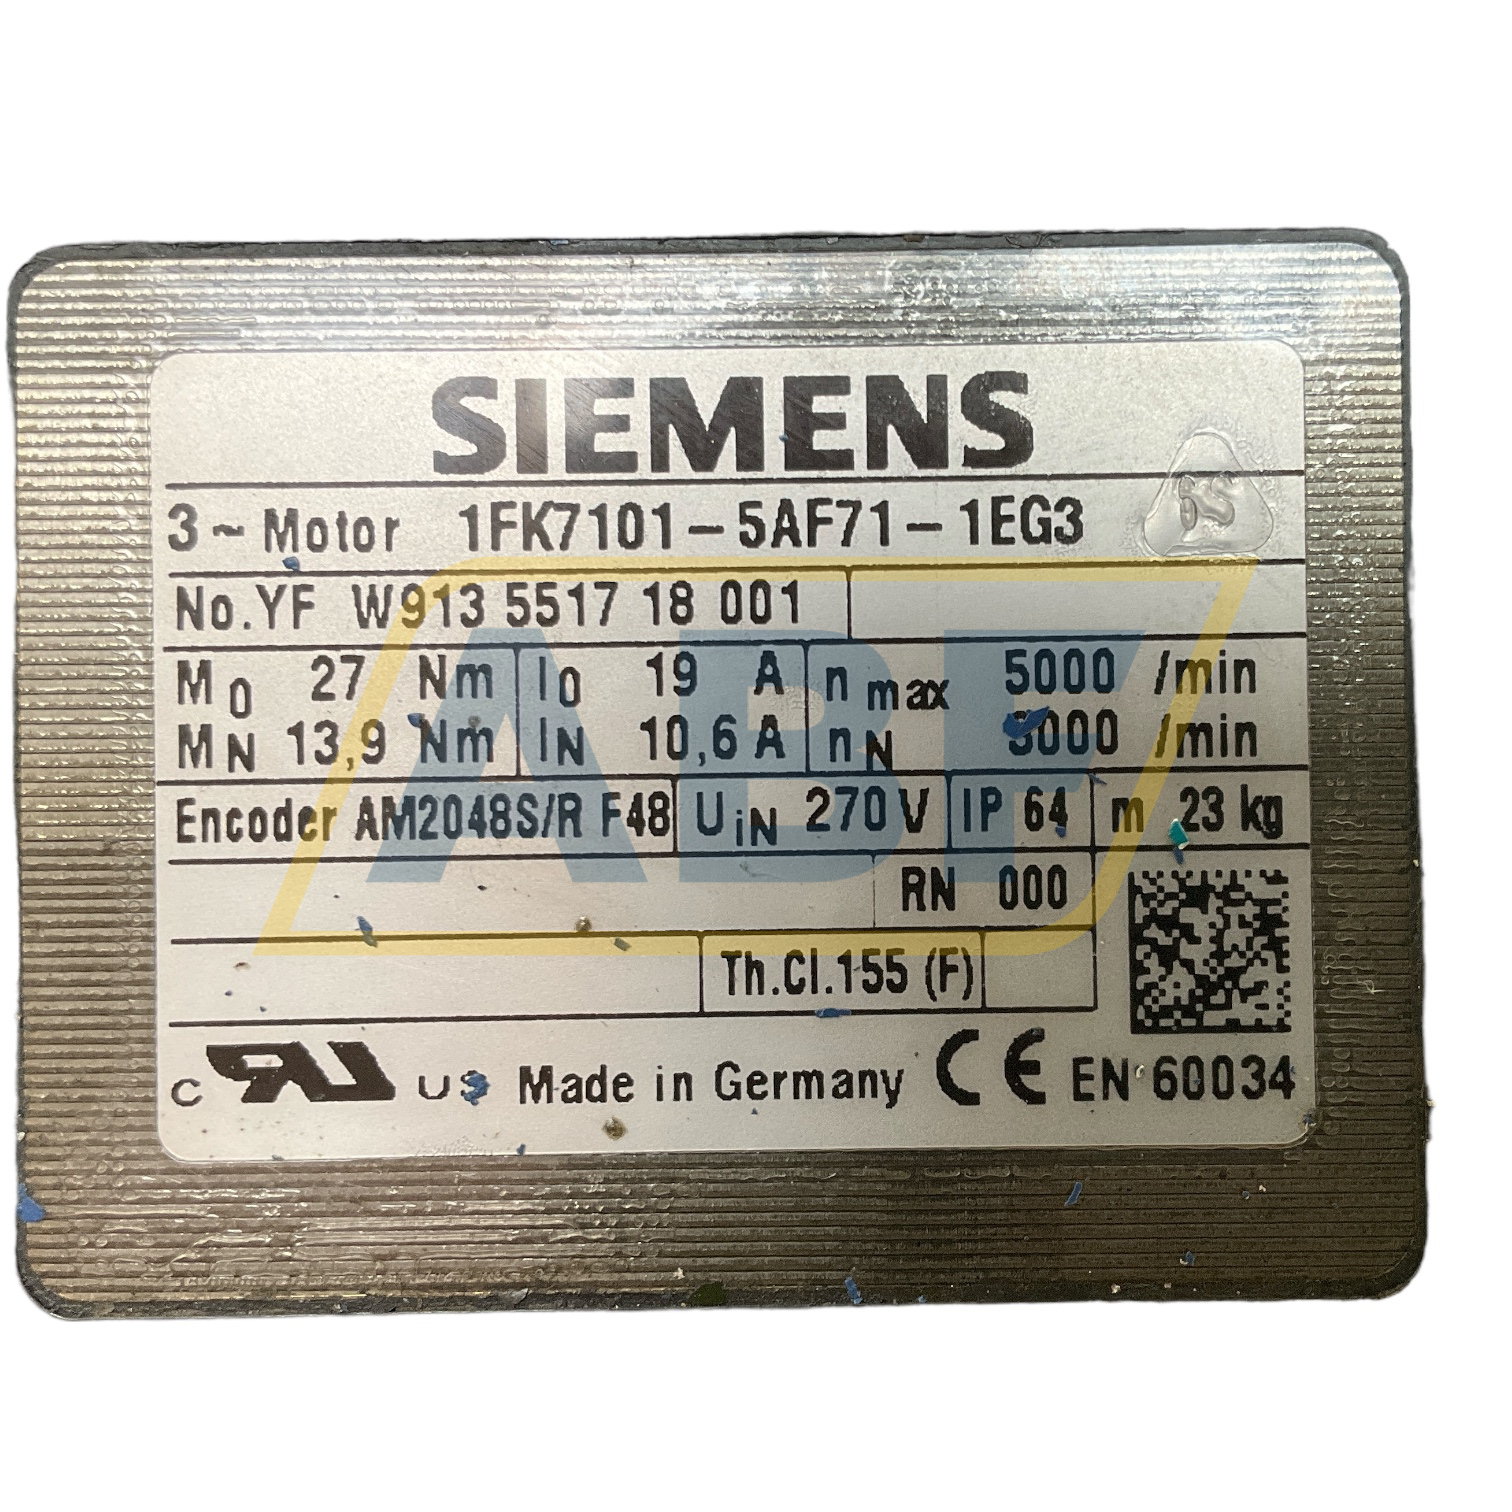 SIEMENS
3~Motor 1FK7101-5AF71-1EG3
No.YF W913 5517 18 001
M0 27 Nm I0 19 A n max 5000 /min
MN 13,9 Nm IN 10,6 A nN 3000 /min
Encoder AM2048S/R F48 UiN 270 V IP 64 m 23 kg
RN 000
Th.Cl.155 (F)
c RU US Made in Germany CE EN 60034
ABF